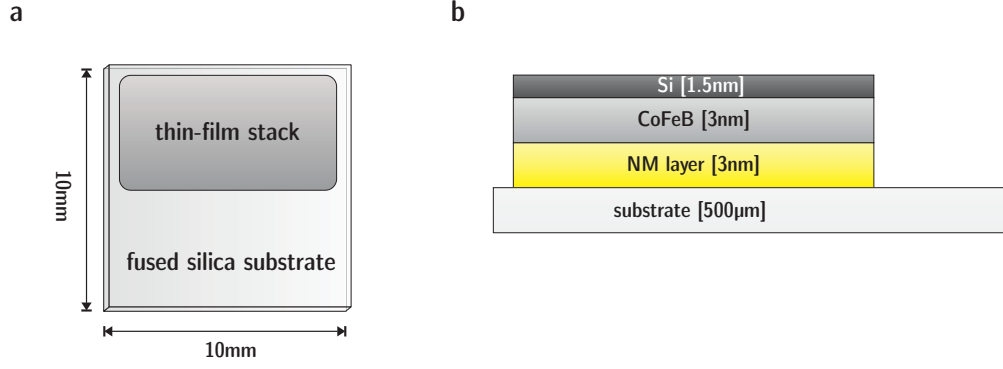 a
thin-film stack
fused silica substrate
10mm
10mm
b
Si [1.5nm]
CoFeB [3nm]
NM layer [3nm]
substrate [500µm]